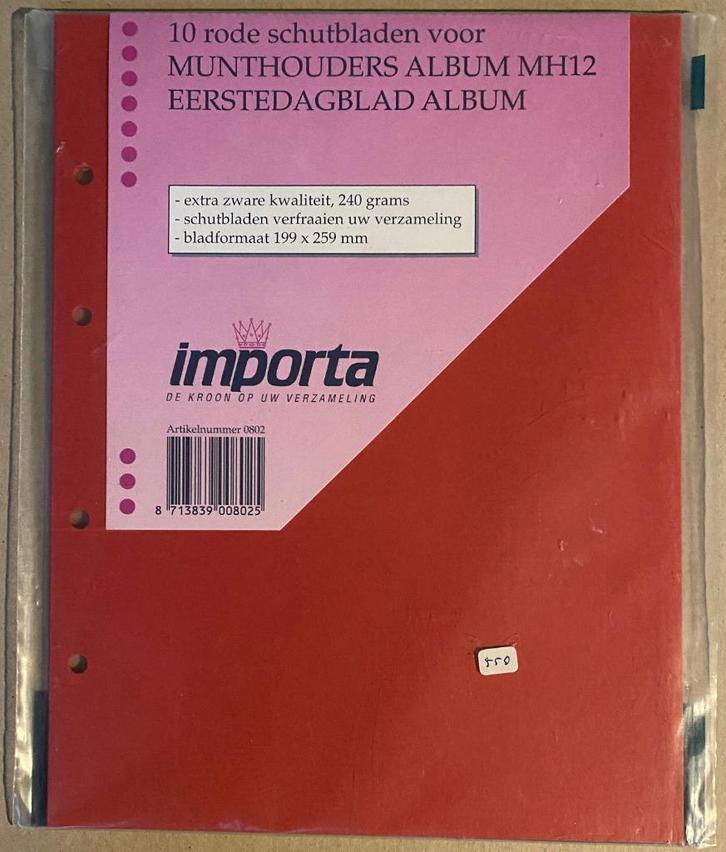 10 rode schutbladen voor
MUNTHOUDERS ALBUM MH12
EERSTEDAGBLAD ALBUM
- extra zware kwaliteit, 240 grams
- schutbladen verfraaien uw verzameling
- bladformaat 199 x 259 mm
importa
DE KROON OP UW VERZAMELING
Artikelnummer 0802
8 713839 008025
550